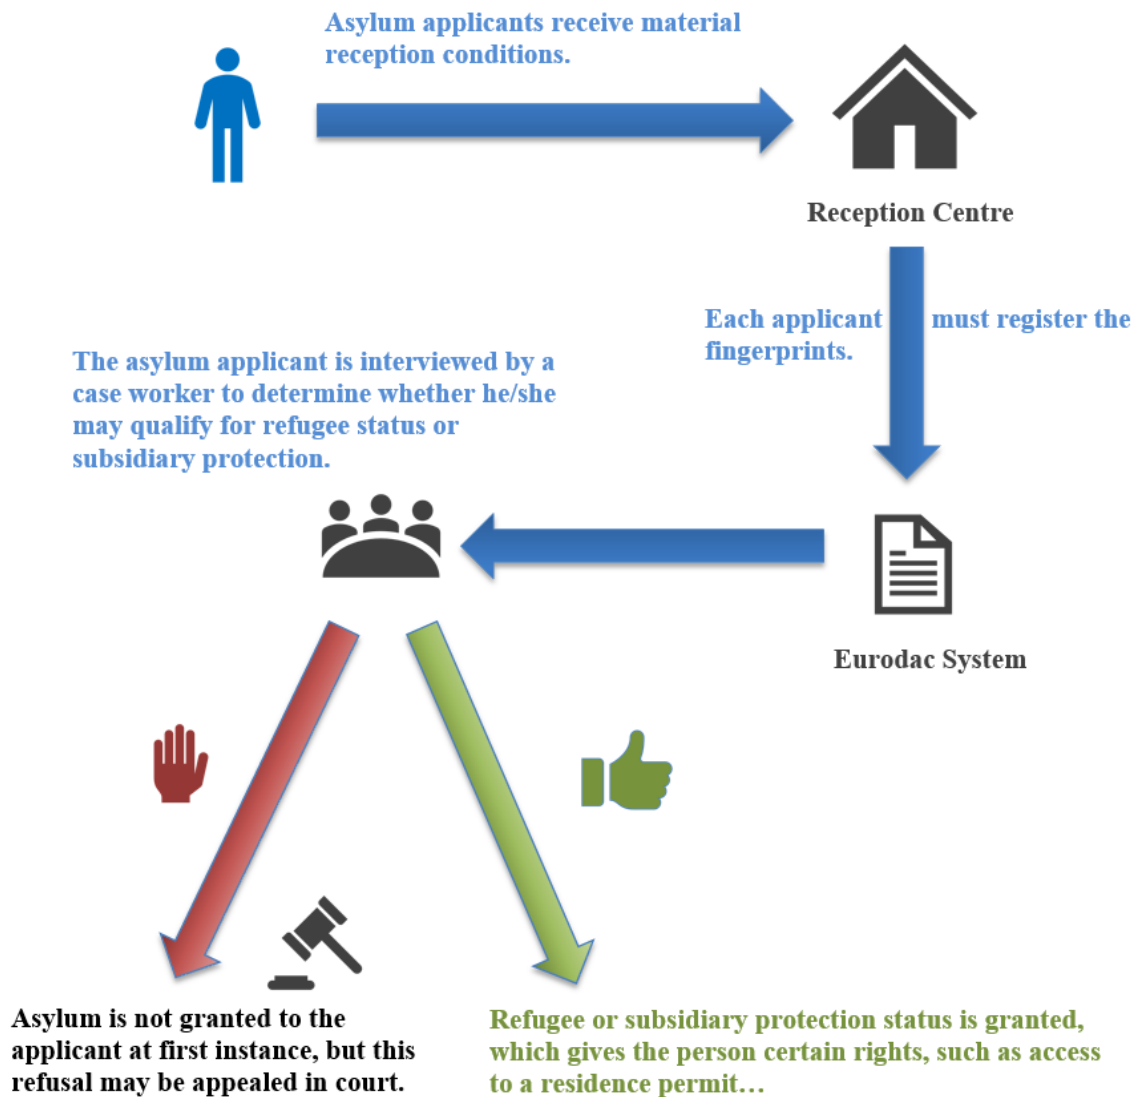 Asylum applicants receive material
reception conditions.
Reception Centre
Each applicant must register the
fingerprints.
The asylum applicant is interviewed by a
case worker to determine whether he/she
may qualify for refugee status or
subsidiary protection.
Eurodac System
Asylum is not granted to the
applicant at first instance, but this
refusal may be appealed in court.
Refugee or subsidiary protection status is granted,
which gives the person certain rights, such as access
to a residence permit…